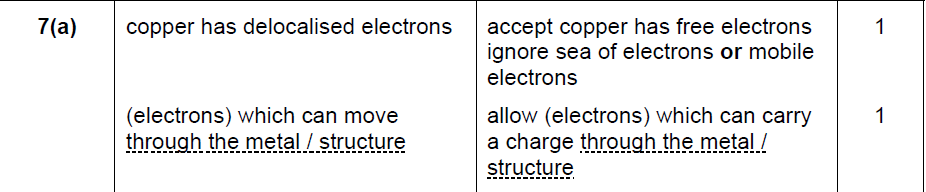 7(a)
copper has delocalised electrons
accept copper has free electrons
ignore sea of electrons or mobile
electrons
1
(electrons) which can move
through the metal / structure
allow (electrons) which can carry
a charge through the metal /
structure
1